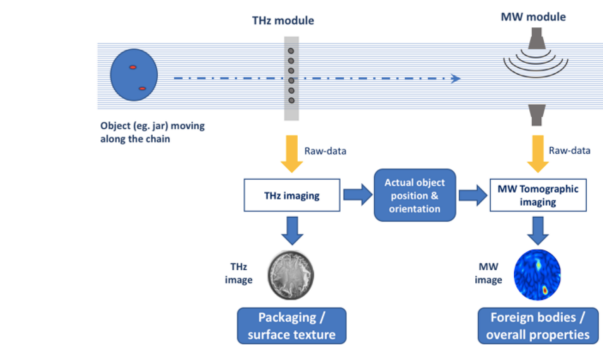 THz module
MW module
Object (eg. jar) moving
along the chain
Raw-data
Raw-data
THz imaging
Actual object
position &
orientation
MW Tomographic
imaging
THz
image
MW
image
Packaging /
surface texture
Foreign bodies /
overall properties